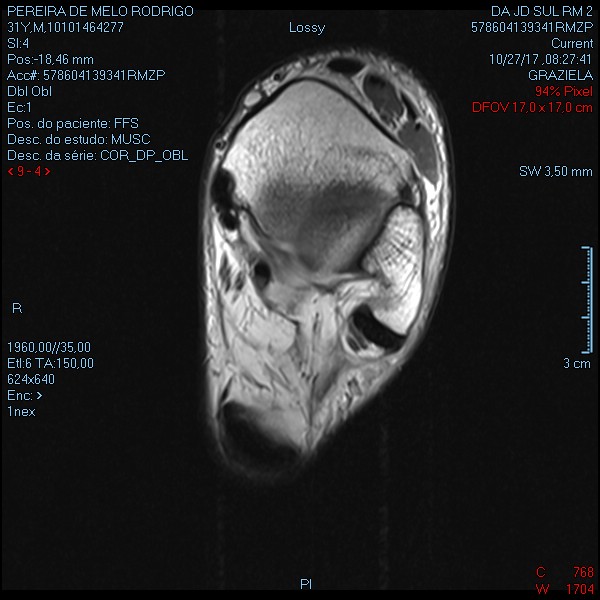 PEREIRA DE MELO RODRIGO
31Y,M,10101464277
Sl:4
Pos:-18,46 mm
Acc#: 578604139341RMZP
Dbl Obl
Ec:1
Pos. do paciente: FFS
Desc. do estudo: MUSC
Desc. da série: COR_DP_OBL
< 9 - 4 >
Lossy
DA JD SUL RM 2
578604139341RMZP
Current
10/27/17 ,08:27:41
GRAZIELA
94% Pixel
DFOV 17,0 x 17,0 cm
SW 3,50 mm
R
1960,00//35,00
Etl:6 TA:150,00
624x640
Enc: >
1nex
3 cm
PI
C 768
W 1704